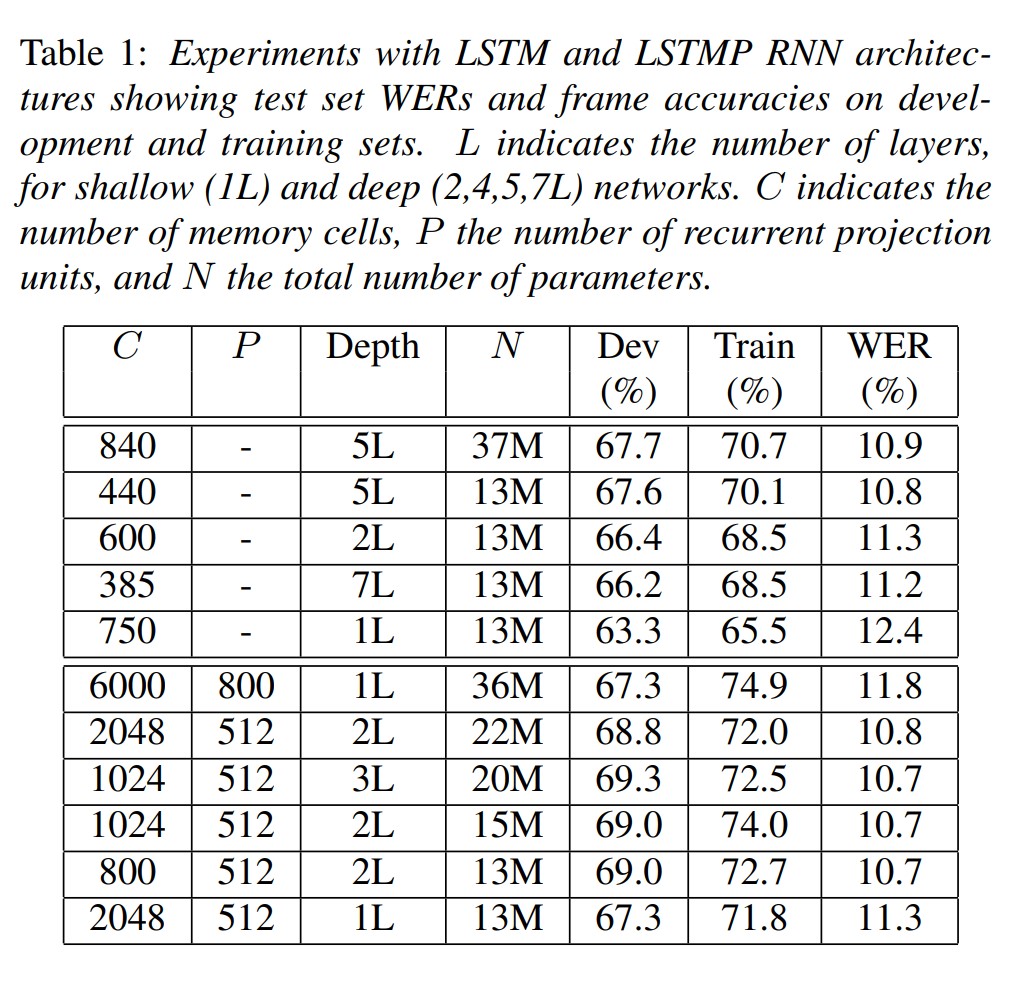 Table 1: Experiments with LSTM and LSTMP RNN architec-
tures showing test set WERs and frame accuracies on devel-
opment and training sets. L indicates the number of layers,
for shallow (1L) and deep (2,4,5,7L) networks. C indicates the
number of memory cells, P the number of recurrent projection
units, and N the total number of parameters.
C P Depth N Dev Train WER
(%) (%) (%)
840 - 5L 37M 67.7 70.7 10.9
440 - 5L 13M 67.6 70.1 10.8
600 - 2L 13M 66.4 68.5 11.3
385 - 7L 13M 66.2 68.5 11.2
750 - 1L 13M 63.3 65.5 12.4
6000 800 1L 36M 67.3 74.9 11.8
2048 512 2L 22M 68.8 72.0 10.8
1024 512 3L 20M 69.3 72.5 10.7
1024 512 2L 15M 69.0 74.0 10.7
800 512 2L 13M 69.0 72.7 10.7
2048 512 1L 13M 67.3 71.8 11.3